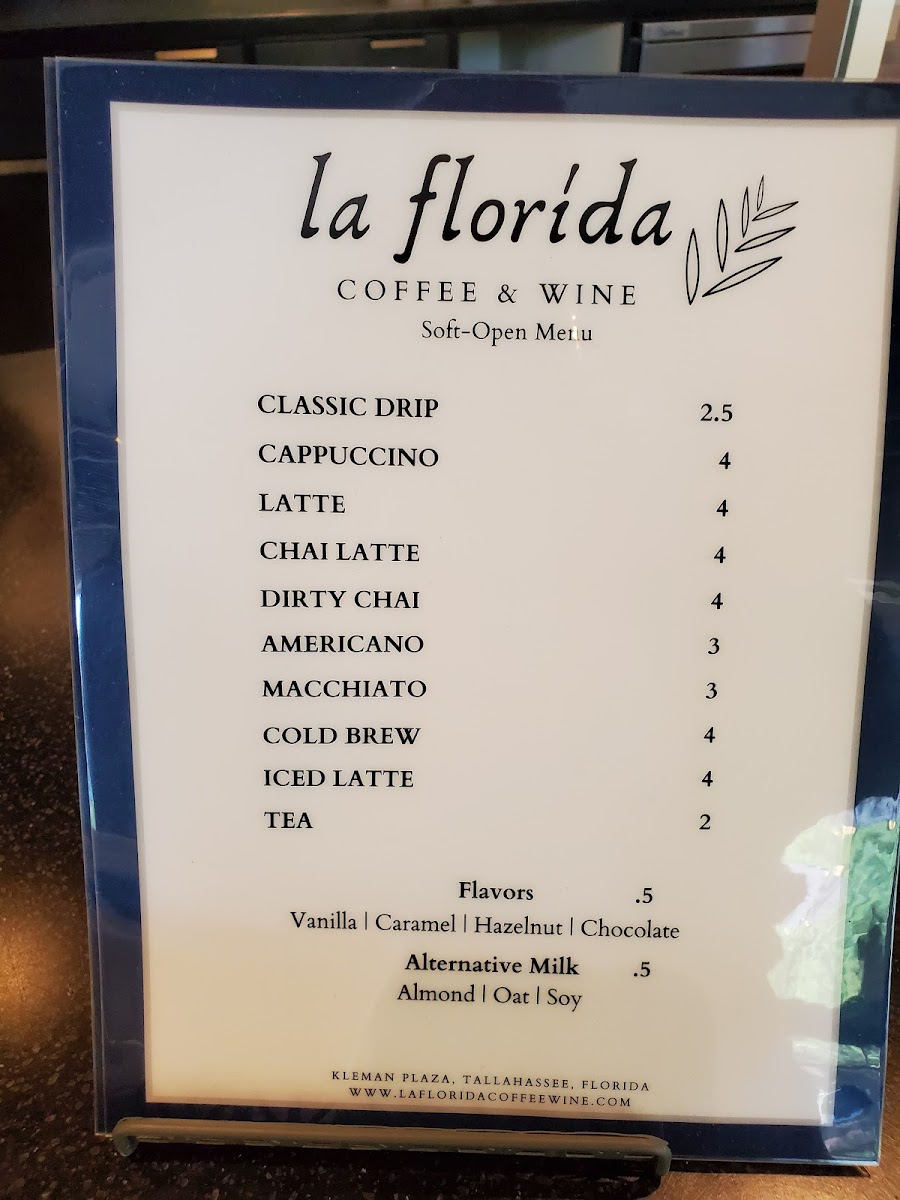 la florida
COFFEE & WINE
Soft-Open Menu
CLASSIC DRIP 2.5
CAPPUCCINO 4
LATTE 4
CHAI LATTE 4
DIRTY CHAI 4
AMERICANO 3
MACCHIATO 3
COLD BREW 4
ICED LATTE 4
TEA 2
Flavors .5
Vanilla | Caramel | Hazelnut | Chocolate
Alternative Milk .5
Almond | Oat | Soy
KLEMAN PLAZA, TALLAHASSEE, FLORIDA
WWW.LAFLORIDACOFFEEWINE.COM